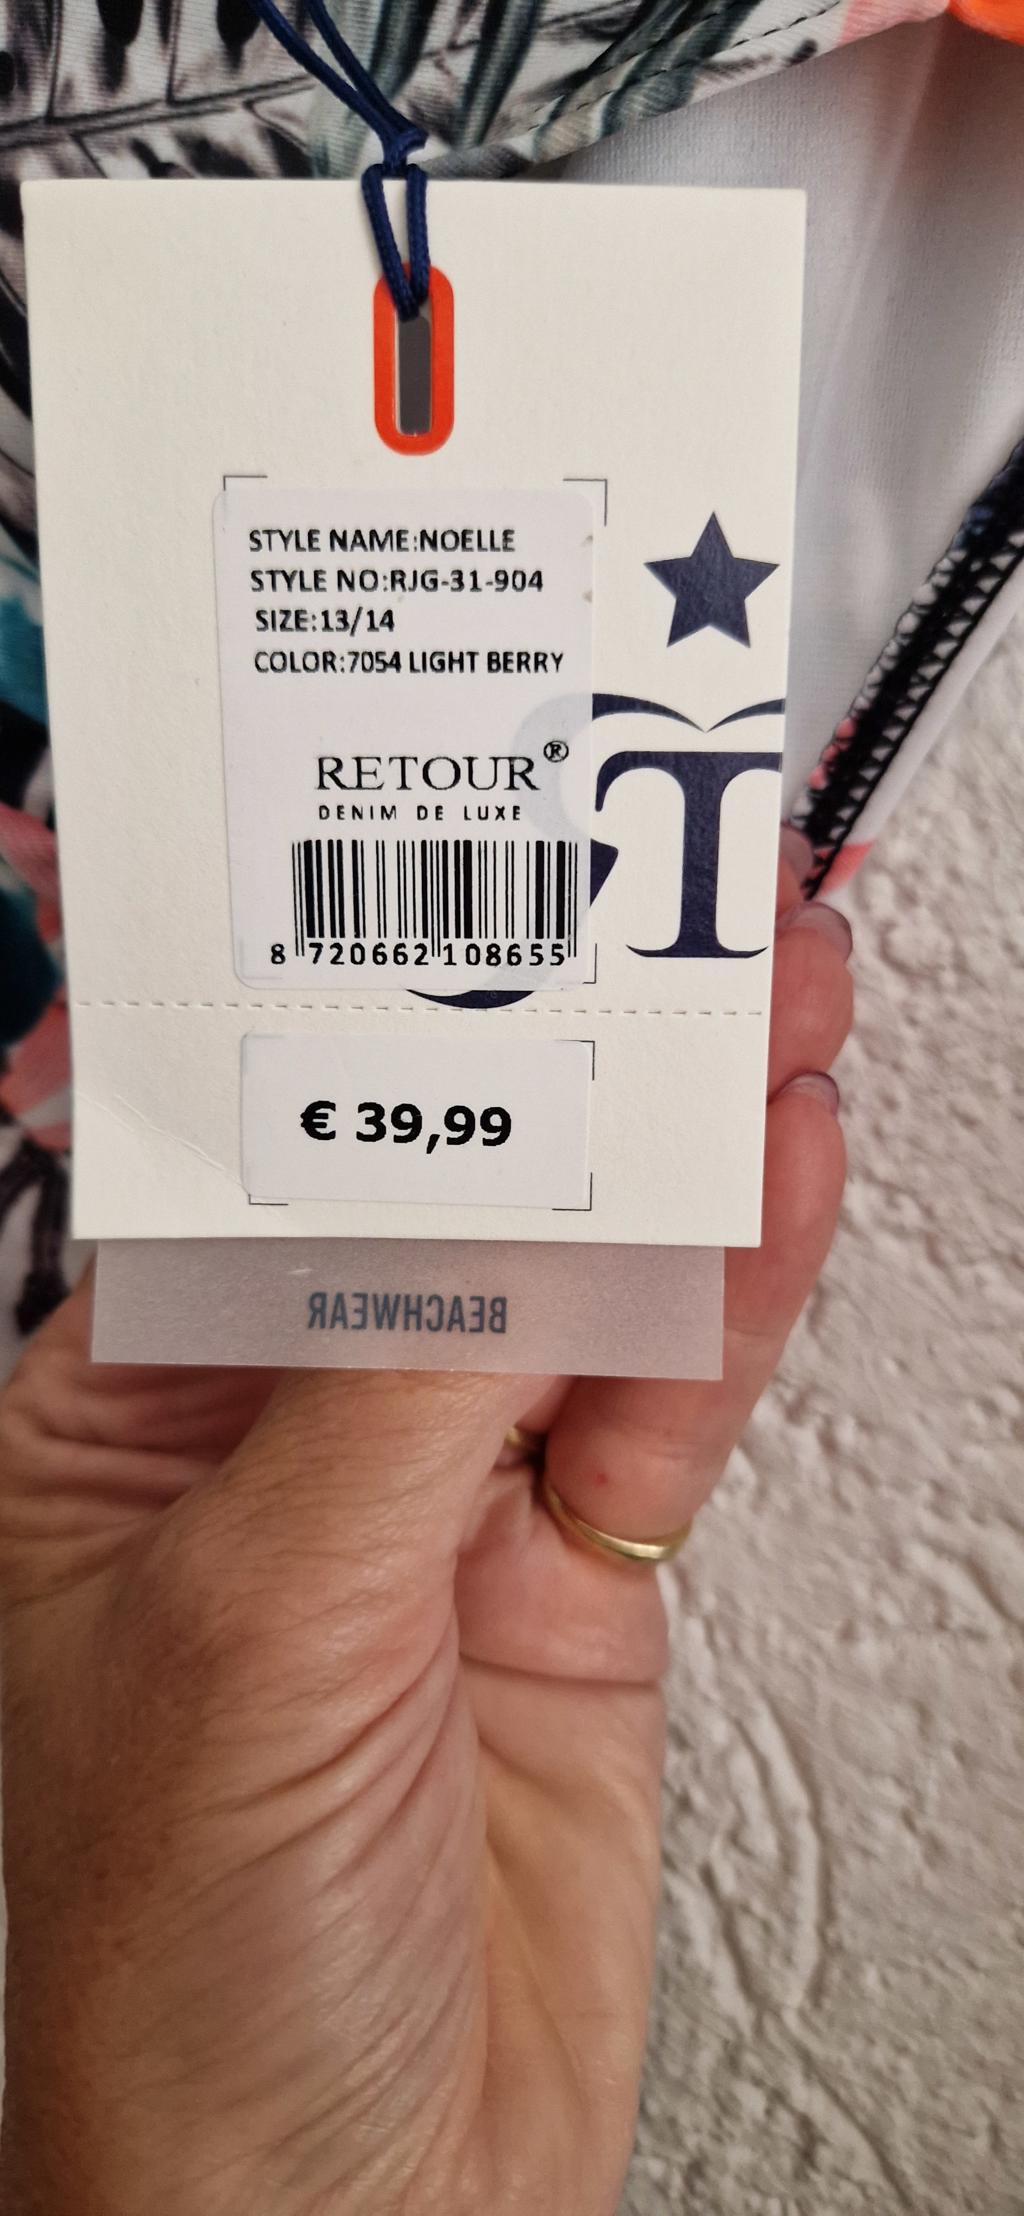 STYLE NAME:NOELLE
STYLE NO:RJG-31-904
SIZE:13/14
COLOR:7054 LIGHT BERRY
RETOUR®
DENIM DE LUXE
8 720662 108655
€ 39,99
BEACHWEAR